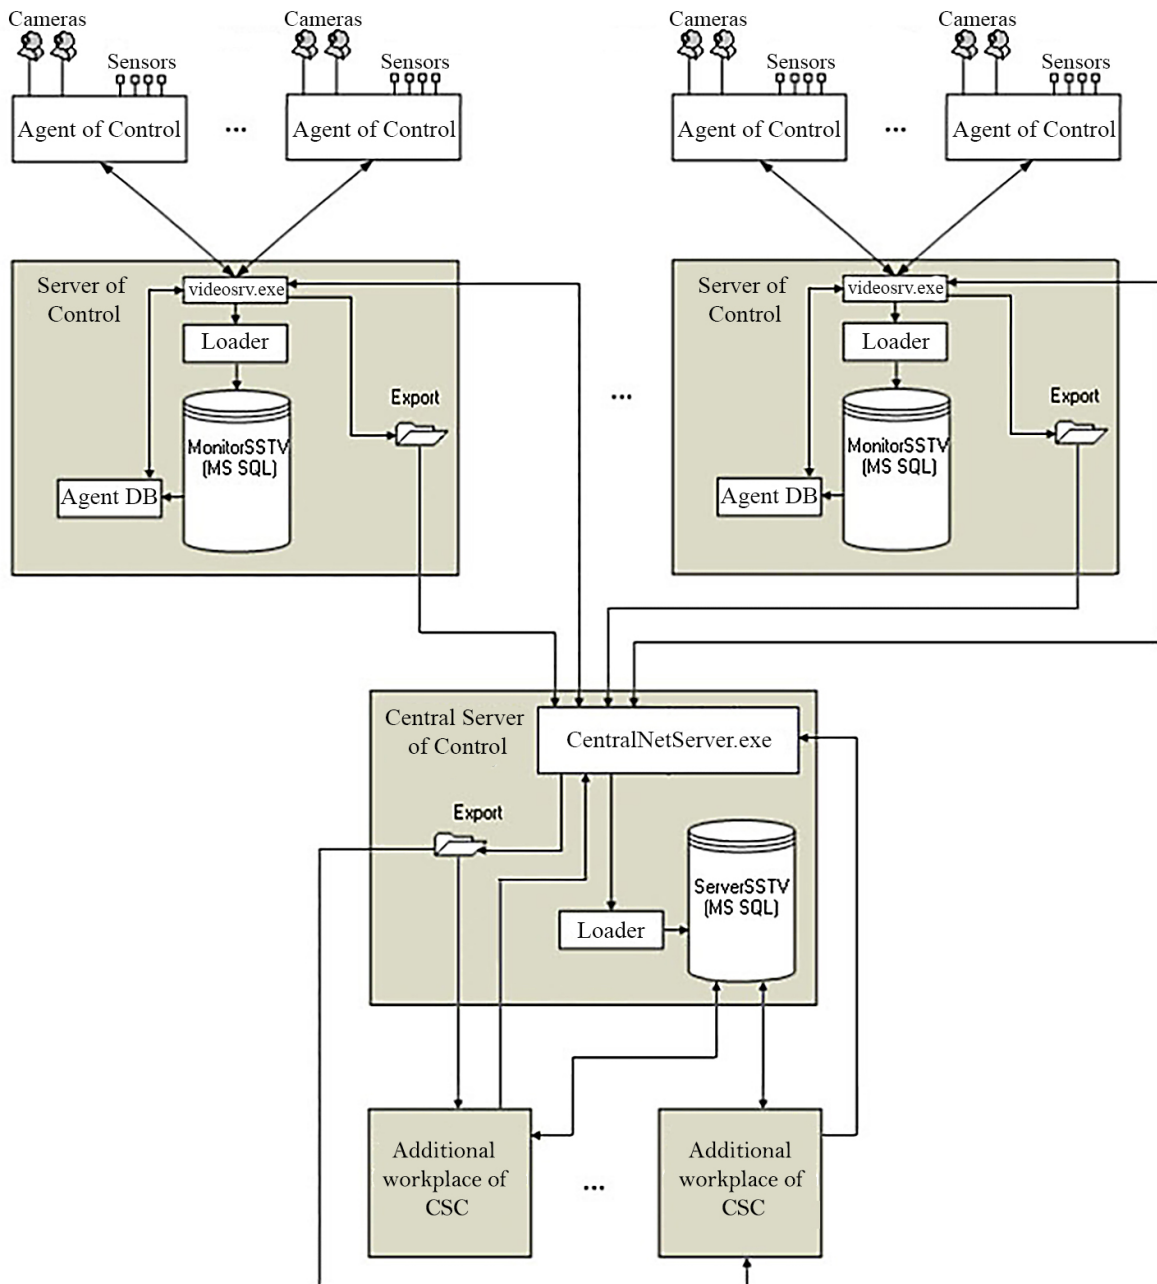 Cameras
Sensors
Agent of Control
...
Cameras
Sensors
Agent of Control
Cameras
Sensors
Agent of Control
...
Cameras
Sensors
Agent of Control
Server of
Control
videosrv.exe
Loader
MonitorSSTV
(MS SQL)
Agent DB
Export
...
Server of
Control
videosrv.exe
Loader
MonitorSSTV
(MS SQL)
Agent DB
Export
Central Server
of Control
CentralNetServer.exe
Export
Loader
ServerSSTV
(MS SQL)
Additional
workplace of
CSC
...
Additional
workplace of
CSC